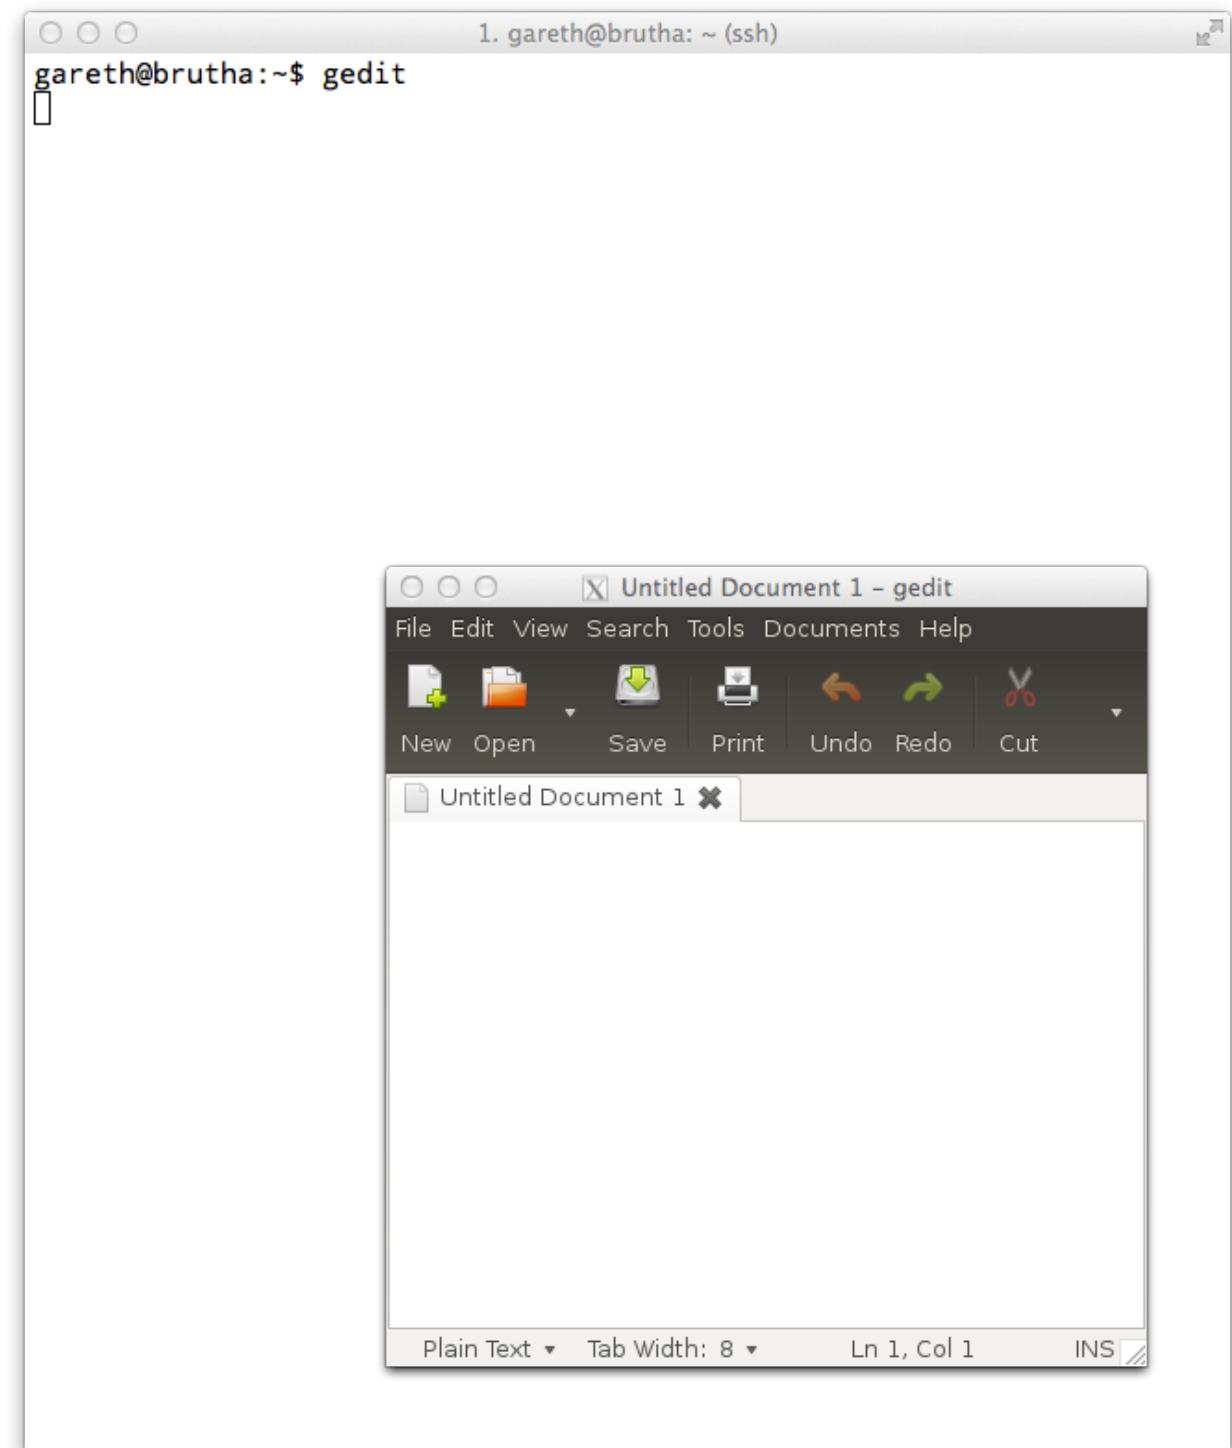 1. gareth@brutha: ~ (ssh)
gareth@brutha:~$ gedit
X Untitled Document 1 – gedit
File Edit View Search Tools Documents Help
New Open Save Print Undo Redo Cut
Untitled Document 1
Plain Text Tab Width: 8 Ln 1, Col 1 INS